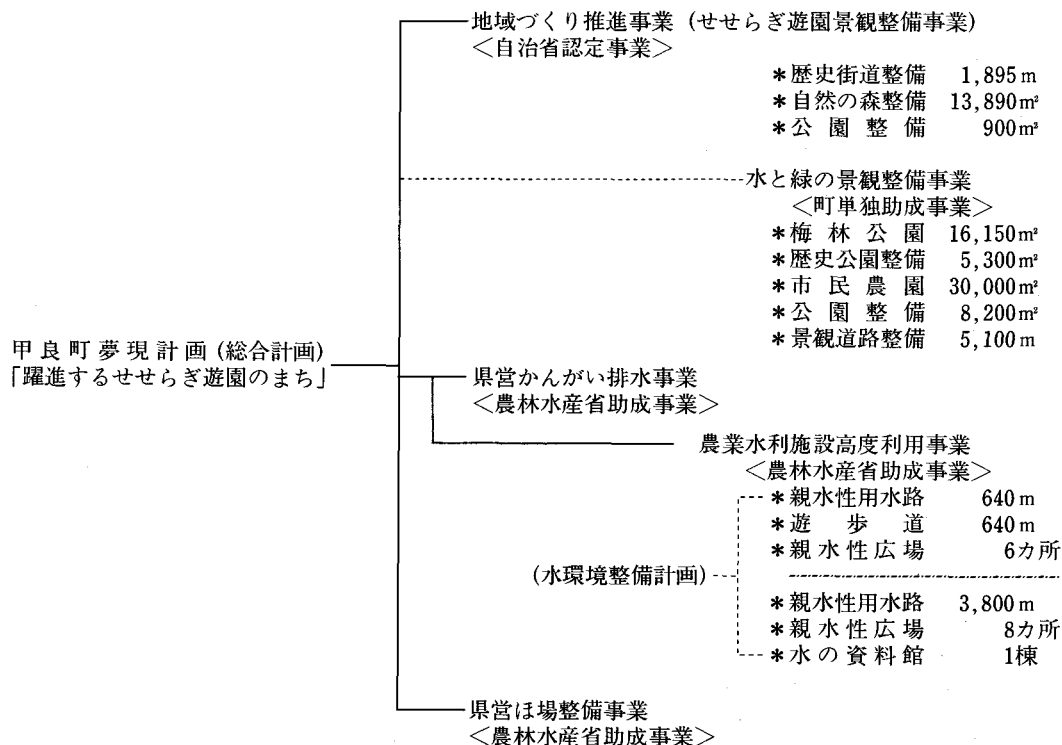 地域づくり推進事業(せせらぎ遊園景観整備事業)
<自治省認定事業>
*歴史街道整備 1,895m
*自然の森整備 13,890m²
*公園整備 900m²
水と緑の景観整備事業
<町単独助成事業>
*梅林公園 16,150m²
*歴史公園整備 5,300m²
*市民農園 30,000m²
*公園整備 8,200m²
*景観道路整備 5,100m
甲良町夢現計画(総合計画)
「躍進するせせらぎ遊園のまち」
県営かんがい排水事業
<農林水産省助成事業>
農業水利施設高度利用事業
<農林水産省助成事業>
*親水性用水路 640m
*遊歩道 640m
*親水性広場 6カ所
(水環境整備計画)
*親水性用水路 3,800m
*親水性広場 8カ所
*水の資料館 1棟
県営ほ場整備事業
<農林水産省助成事業>